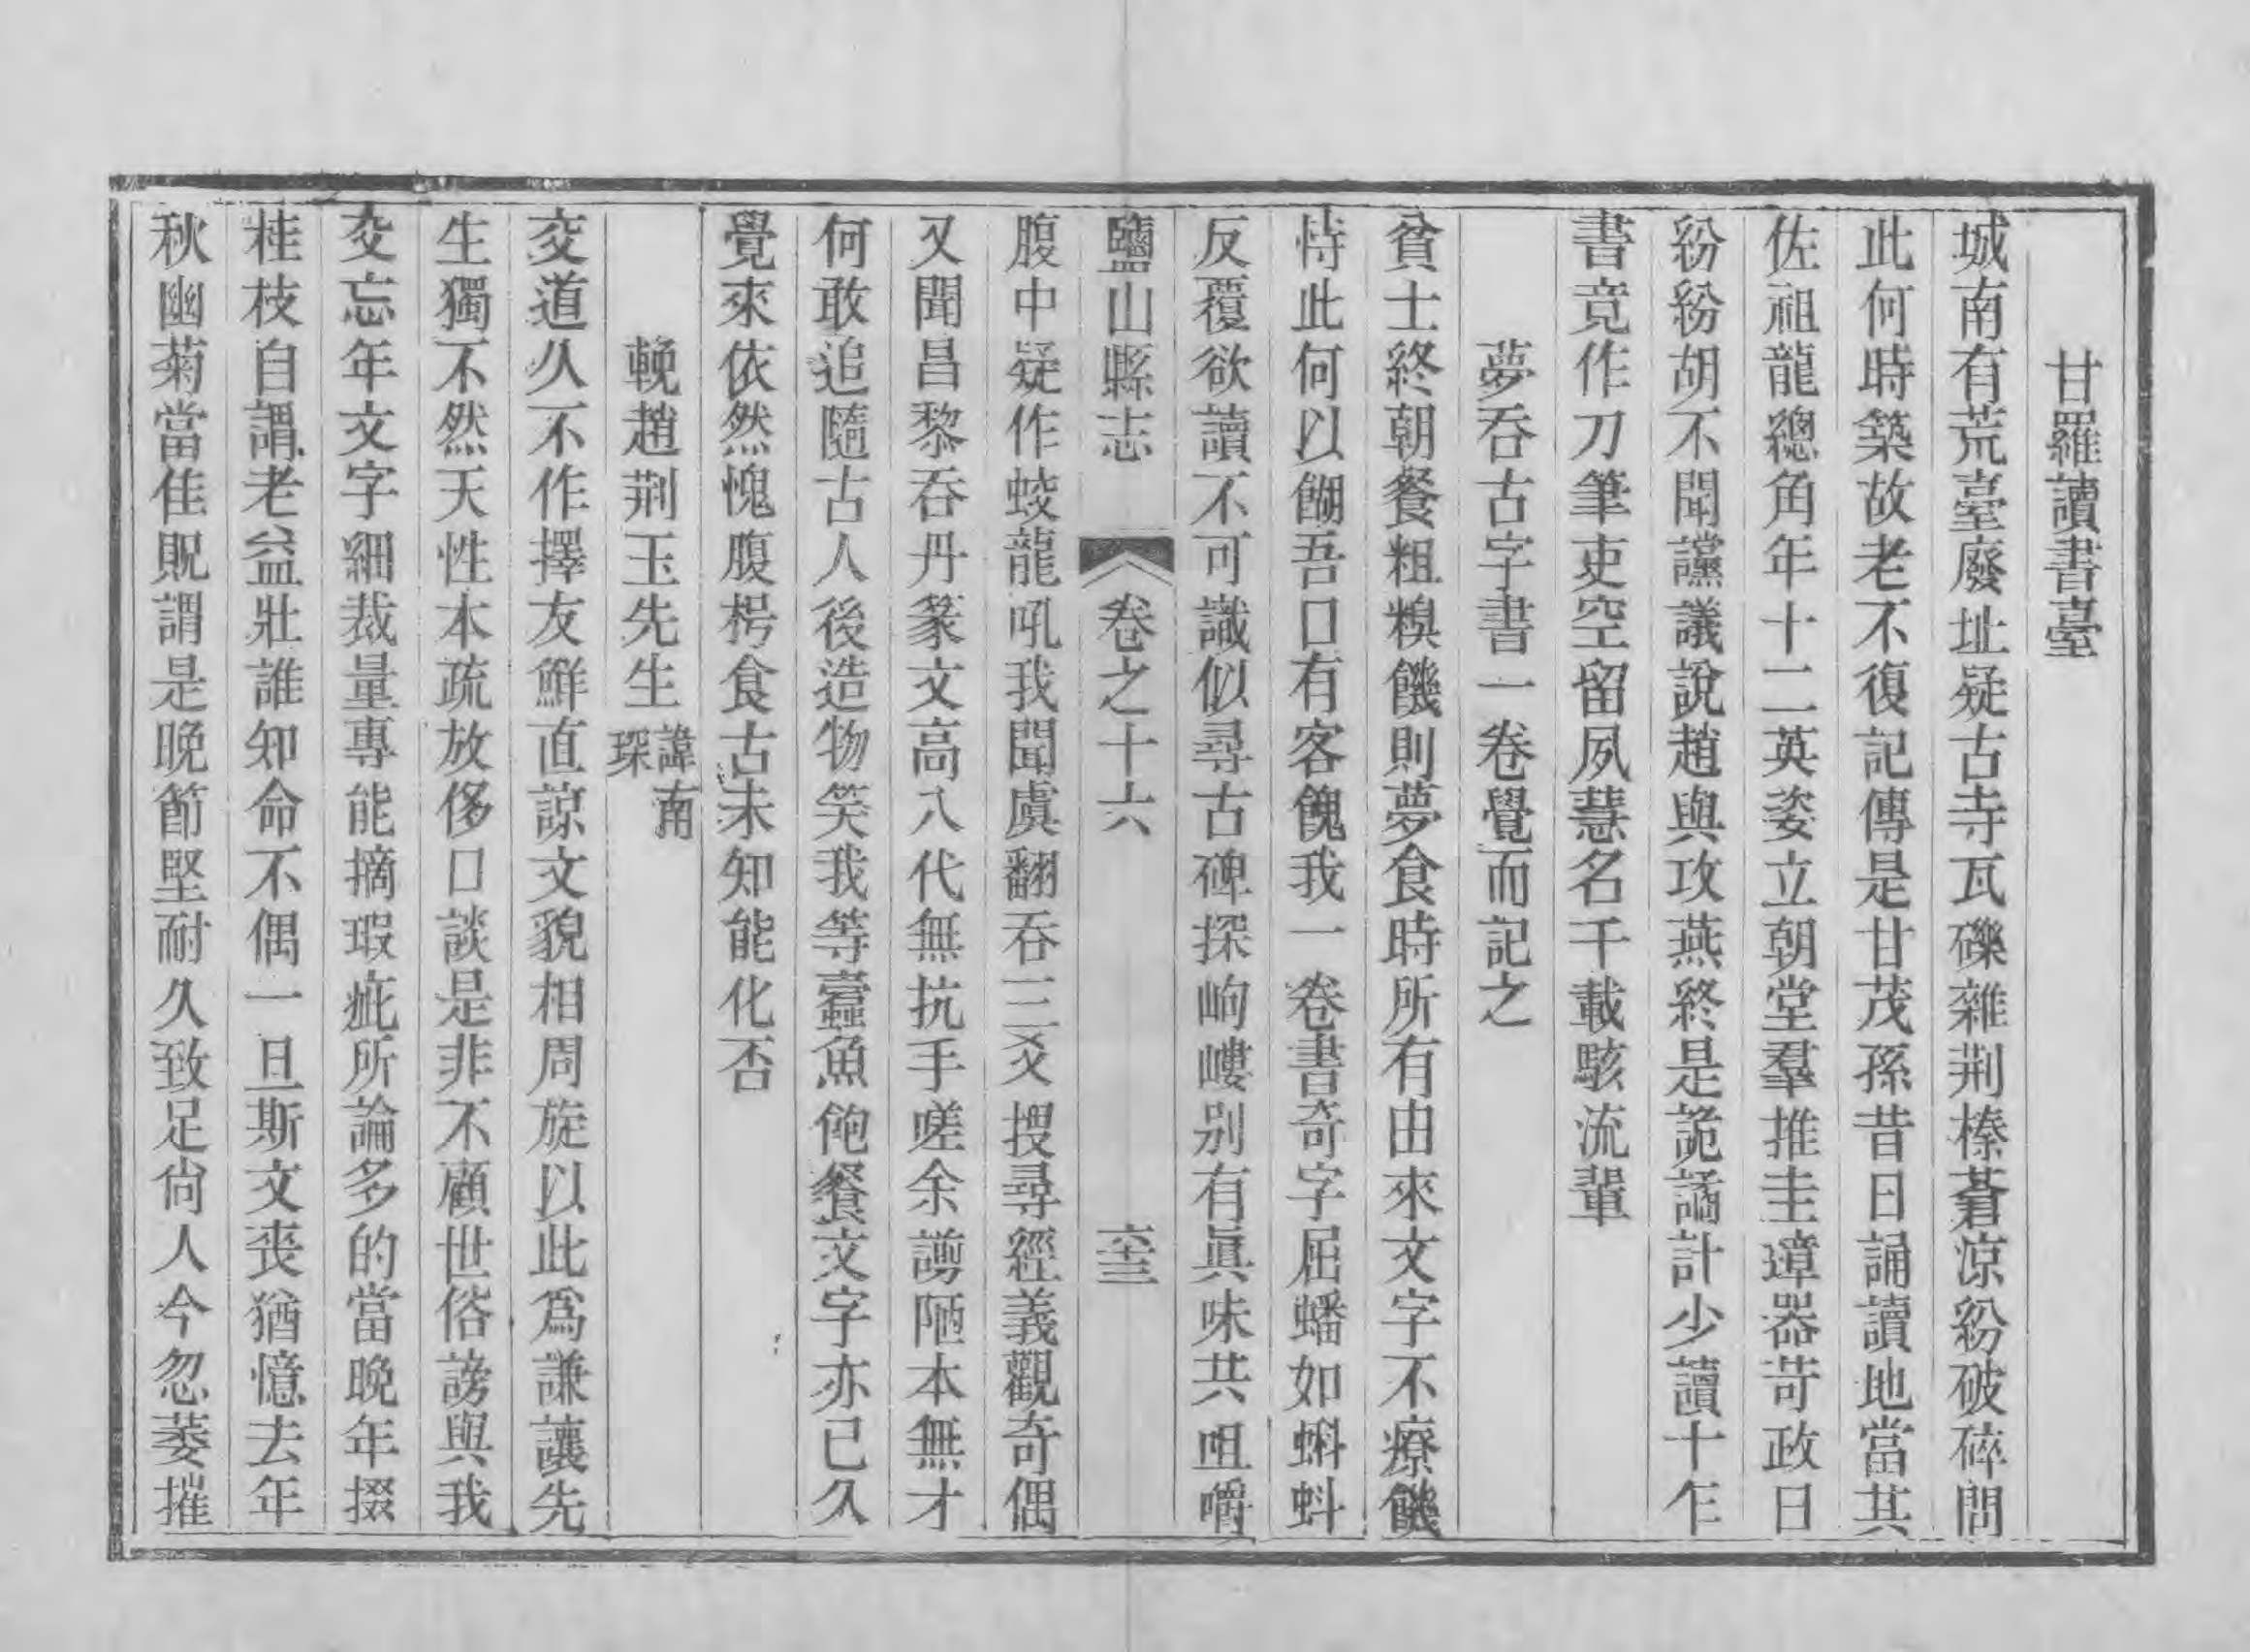 甘羅讀書臺
城南有荒臺廢址疑古寺瓦礫雜荆榛蒼涼紛破碎問
此何時築故老不復記傳是甘茂孫昔日誦讀地當其
佐祖龍總角年十二英姿立朝堂羣推圭璋器苛政日
紛紛胡不聞讜議說趙與攻燕終是詭譎計少讀十乍
書竟作刀筆吏空留夙慧名千載駭流輩
夢吞古字書一卷覺而記之
貧士終朝餐粗糗饑則夢食時所有由來文字不療饑
恃此何以餬吾口有客餽我一卷書奇字屈蟠如蝌蚪
反覆欲讀不可識似尋古碑探岣嶁别有眞味共咀嚼
鹽山縣志
卷之十六
六十三
腹中疑作蛟龍吼我聞虞翻吞三爻搜尋經義觀奇偶
又聞昌黎吞丹篆文高八代無抗手嗟余謭陋本無才
何敢追隨古人後造物笑我等蠹魚飽餐文字亦已久
覺來依然愧腹枵食古未知能化否
輓趙荆玉先生諱南琛
交道久不作擇友鮮直諒文貌相周旋以此爲謙讓先
生獨不然天性本疏放侈口談是非不顧世俗謗與我
交忘年文字細裁量專能摘瑕疵所論多的當晚年掇
桂枝自謂老益壯誰知命不偶一旦斯文喪猶憶去年
秋幽菊當佳貺謂是晚節堅耐久致足尙人今忽萎摧